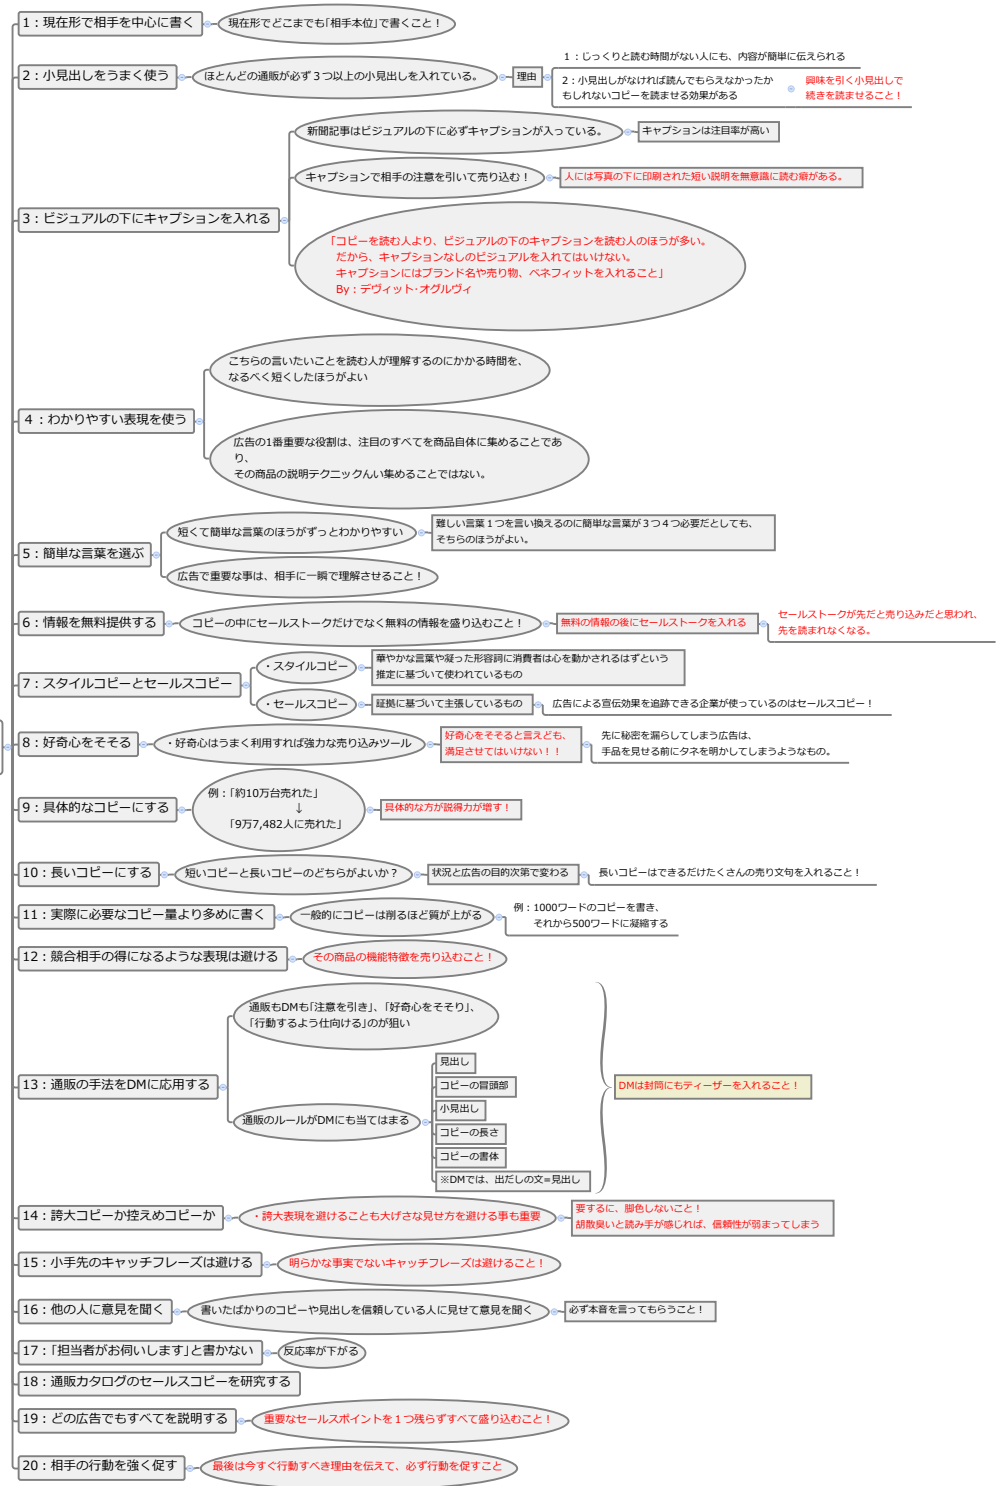 1：現在形で相手を中心に書く
現在形でどこまでも「相手本位」で書くこと！
2：小見出しをうまく使う
ほとんどの通販が必ず３つ以上の小見出しを入れている。
理由
1：じっくりと読む時間がない人にも、内容が簡単に伝えられる
2：小見出しがなければ読んでもらえなかったか
もしれないコピーを読ませる効果がある
興味を引く小見出しで
続きを読ませること！
3：ビジュアルの下にキャプションを入れる
新聞記事はビジュアルの下に必ずキャプションが入っている。
キャプションは注目率が高い
キャプションで相手の注意を引いて売り込む！
人には写真の下に印刷された短い説明を無意識に読む癖がある。
「コピーを読む人より、ビジュアルの下のキャプションを読む人のほうが多い。
だから、キャプションなしのビジュアルを入れてはいけない。
キャプションにはブランド名や売り物、ベネフィットを入れること」
By：デヴィット・オグルヴィ
４：わかりやすい表現を使う
こちらの言いたいことを読む人が理解するのにかかる時間を、
なるべく短くしたほうがよい
広告の1番重要な役割は、注目のすべてを商品自体に集めることであ
り、
その商品の説明テクニックんい集めることではない。
5：簡単な言葉を選ぶ
短くて簡単な言葉のほうがずっとわかりやすい
難しい言葉１つを言い換えるのに簡単な言葉が３つ４つ必要だとしても、
そちらのほうがよい。
広告で重要な事は、相手に一瞬で理解させること！
6：情報を無料提供する
コピーの中にセールストークだけでなく無料の情報を盛り込むこと！
無料の情報の後にセールストークを入れる
セールストークが先だと売り込みだと思われ、
先を読まれなくなる。
7：スタイルコピーとセールスコピー
・スタイルコピー
華やかな言葉や凝った形容詞に消費者は心を動かされるはずという
推定に基づいて使われているもの
・セールスコピー
証拠に基づいて主張しているもの
広告による宣伝効果を追跡できる企業が使っているのはセールスコピー！
8：好奇心をそそる
・好奇心はうまく利用すれば強力な売り込みツール
好奇心をそそると言えども、
満足させてはいけない！！
先に秘密を漏らしてしまう広告は、
手品を見せる前にタネを明かしてしまうようなもの。
9：具体的なコピーにする
例：「約10万台売れた」
↓
「9万7,482人に売れた」
具体的な方が説得力が増す！
10：長いコピーにする
短いコピーと長いコピーのどちらがよいか？
状況と広告の目的次第で変わる
長いコピーはできるだけたくさんの売り文句を入れること！
11：実際に必要なコピー量より多めに書く
一般的にコピーは削るほど質が上がる
例：1000ワードのコピーを書き、
それから500ワードに凝縮する
12：競合相手の得になるような表現は避ける
その商品の機能特徴を売り込むこと！
13：通販の手法をDMに応用する
通販もDMも「注意を引き」、「好奇心をそそり」、
「行動するよう仕向ける」のが狙い
通販のルールがDMにも当てはまる
見出し
コピーの冒頭部
小見出し
コピーの長さ
コピーの書体
※DMでは、出だしの文=見出し
DMは封筒にもティーザーを入れること！
14：誇大コピーか控えめコピーか
・誇大表現を避けることも大げさな見せ方を避ける事も重要
要するに、脚色しないこと！
胡散臭いと読み手が感じれば、信頼性が弱まってしまう
15：小手先のキャッチフレーズは避ける
明らかな事実でないキャッチフレーズは避けること！
16：他の人に意見を聞く
書いたばかりのコピーや見出しを信頼している人に見せて意見を聞く
必ず本音を言ってもらうこと！
17：「担当者がお伺いします」と書かない
反応率が下がる
18：通販カタログのセールスコピーを研究する
19：どの広告でもすべてを説明する
重要なセールスポイントを１つ残らずすべて盛り込むこと！
20：相手の行動を強く促す
最後は今すぐ行動すべき理由を伝えて、必ず行動を促すこと